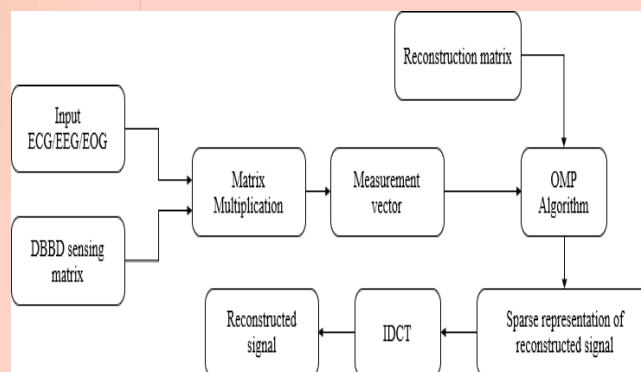 Reconstruction matrix
Input
ECG/EEG/EOG
Matrix
Multiplication
Measurement
vector
OMP
Algorithm
DBBD sensing
matrix
Reconstructed
signal
IDCT
Sparse representation of
reconstructed signal